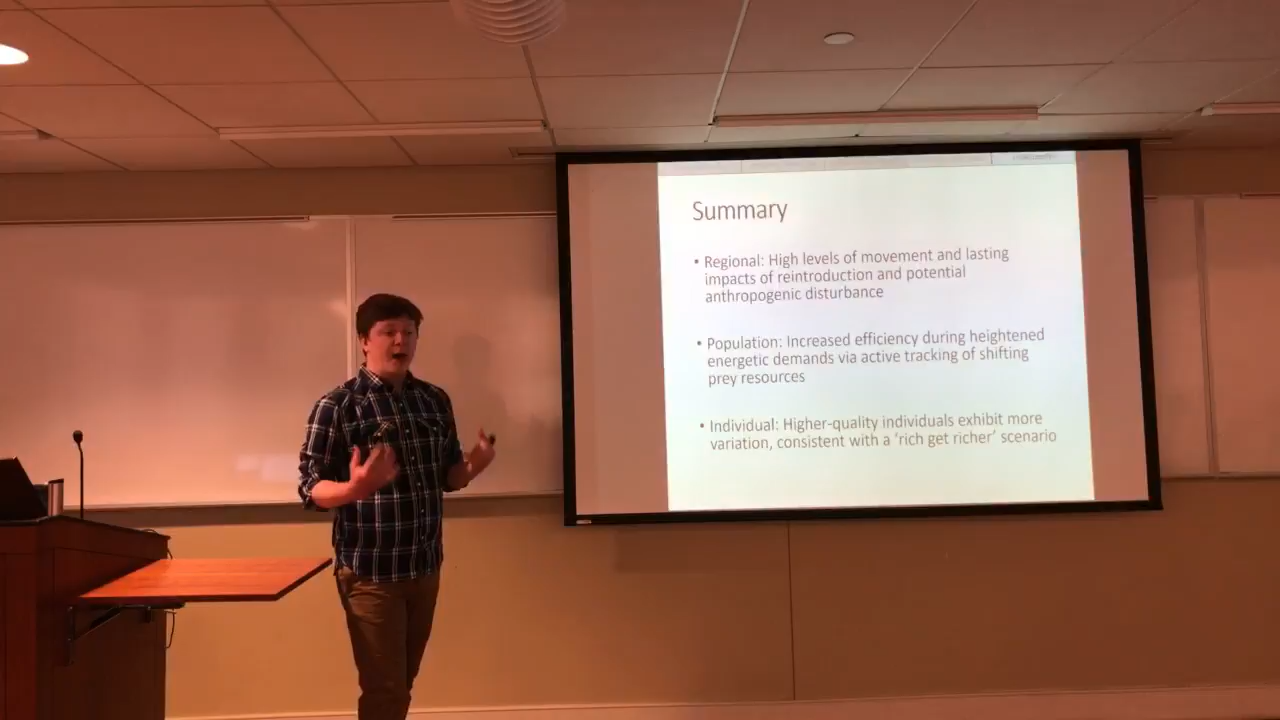 Summary
• Regional: High levels of movement and lasting
impacts of reintroduction and potential
anthropogenic disturbance
• Population: Increased efficiency during heightened
energetic demands via active tracking of shifting
prey resources
• Individual: Higher-quality individuals exhibit more
variation, consistent with a 'rich get richer' scenario